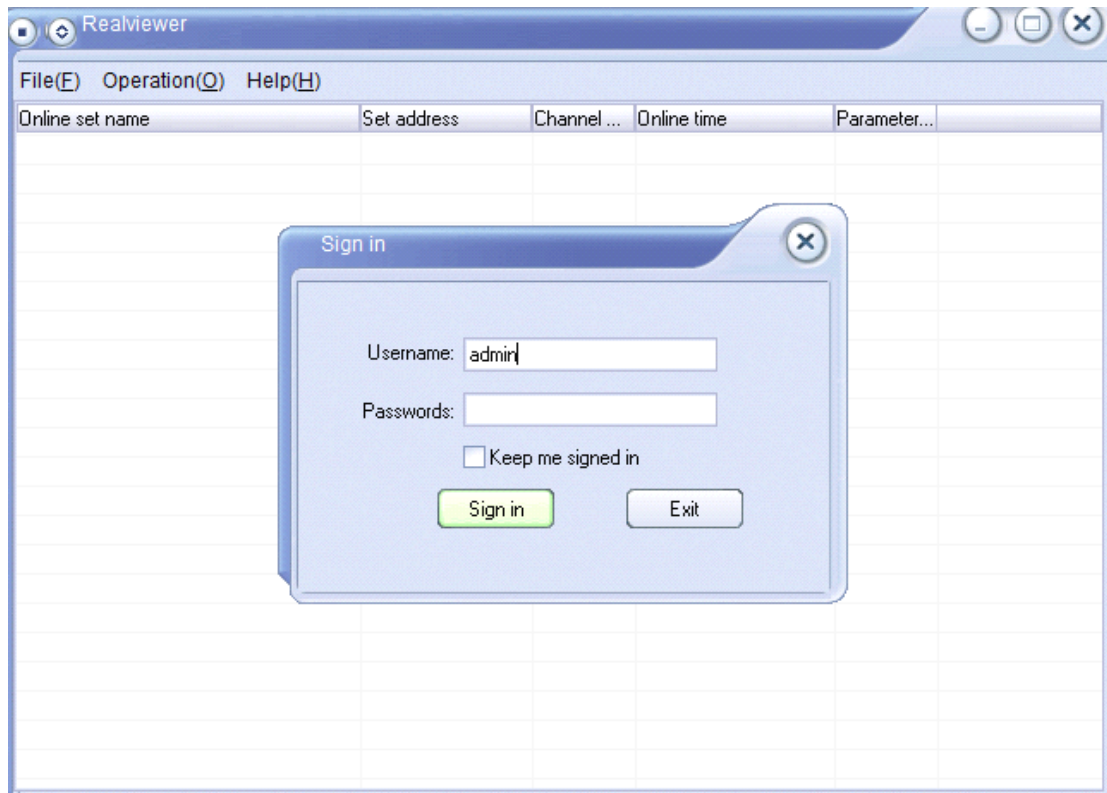 Realviewer
File(F) Operation(O) Help(H)
Online set name Set address Channel ... Online time Parameter...
Sign in
Username: admin
Passwords:
Keep me signed in
Sign in Exit